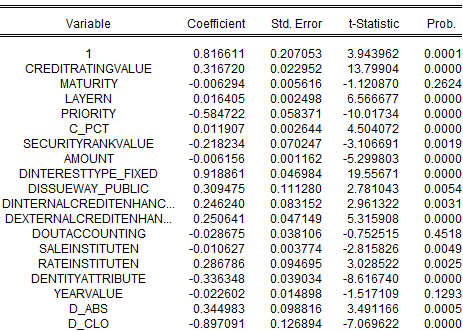 Variable Coefficient Std. Error t-Statistic Prob.
1 0.816611 0.207053 3.943962 0.0001
CREDITRATINGVALUE 0.316720 0.022952 13.79904 0.0000
MATURITY -0.006294 0.005616 -1.120870 0.2624
LAYERN 0.016405 0.002498 6.566677 0.0000
PRIORITY -0.584722 0.058371 -10.01734 0.0000
C_PCT 0.011907 0.002644 4.504072 0.0000
SECURITYRANKVALUE -0.218234 0.070247 -3.106691 0.0019
AMOUNT -0.006156 0.001162 -5.299803 0.0000
DINTERESTTYPE_FIXED 0.918861 0.046984 19.55671 0.0000
DISSUEWAY_PUBLIC 0.309475 0.111280 2.781043 0.0054
DINTERNALCREDITENHANC... 0.246240 0.083152 2.961322 0.0031
DEXTERNALCREDITENHAN... 0.250641 0.047149 5.315908 0.0000
DOUTACCOUNTING -0.028675 0.038106 -0.752515 0.4518
SALEINSTITUTEN -0.010627 0.003774 -2.815826 0.0049
RATEINSTITUTEN 0.286786 0.094695 3.028522 0.0025
DENTITYATTRIBUTE -0.336348 0.039034 -8.616740 0.0000
YEARVALUE -0.022602 0.014898 -1.517109 0.1293
D_ABS 0.344983 0.098816 3.491166 0.0005
D_CLO -0.897091 0.126894 -7.069622 0.0000